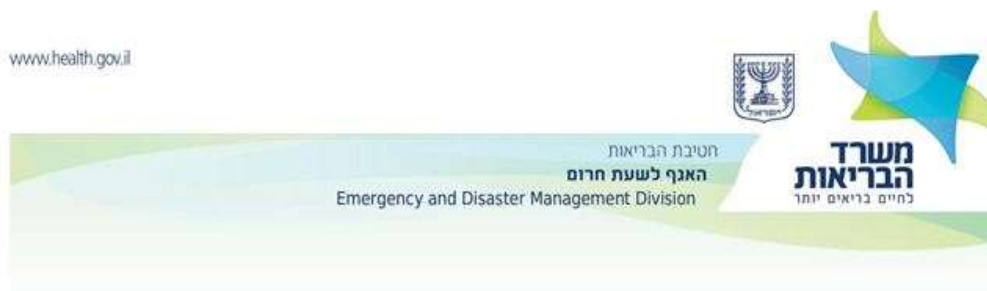 www.health.gov.il
משרד
הבריאות
לחיים בריאים יותר
חטיבת הבריאות
האגף לשעת חרום
Emergency and Disaster Management Division